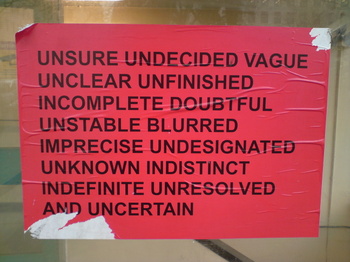 UNSURE UNDECIDED VAGUE
UNCLEAR UNFINISHED
INCOMPLETE DOUBTFUL
UNSTABLE BLURRED
IMPRECISE UNDESIGNATED
UNKNOWN INDISTINCT
INDEFINITE UNRESOLVED
AND UNCERTAIN